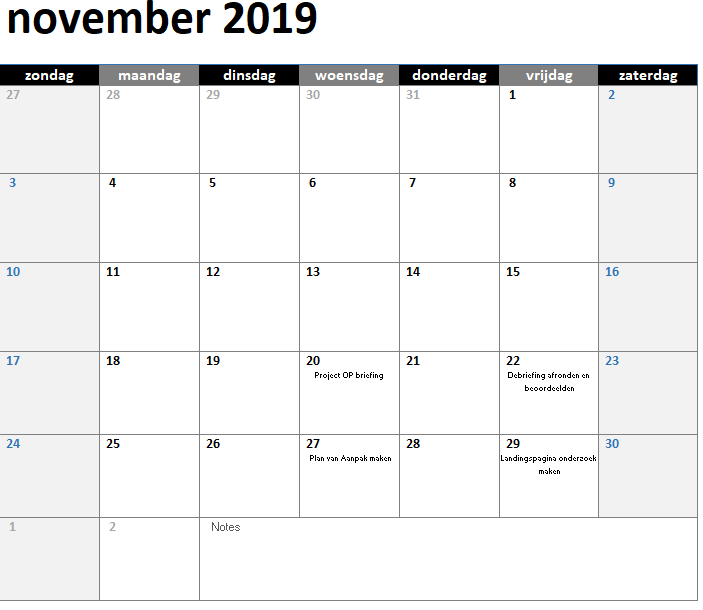 november 2019
zondag maandag dinsdag woensdag donderdag vrijdag zaterdag
27 28 29 30 31 1 2
3 4 5 6 7 8 9
10 11 12 13 14 15 16
17 18 19 20 21 22 23
Project OP briefing Debriefing afronden en
beoordeelden
24 25 26 27 28 29 30
Plan van Aanpak maken Landingspagina onderzoek
maken
1 2 Notes